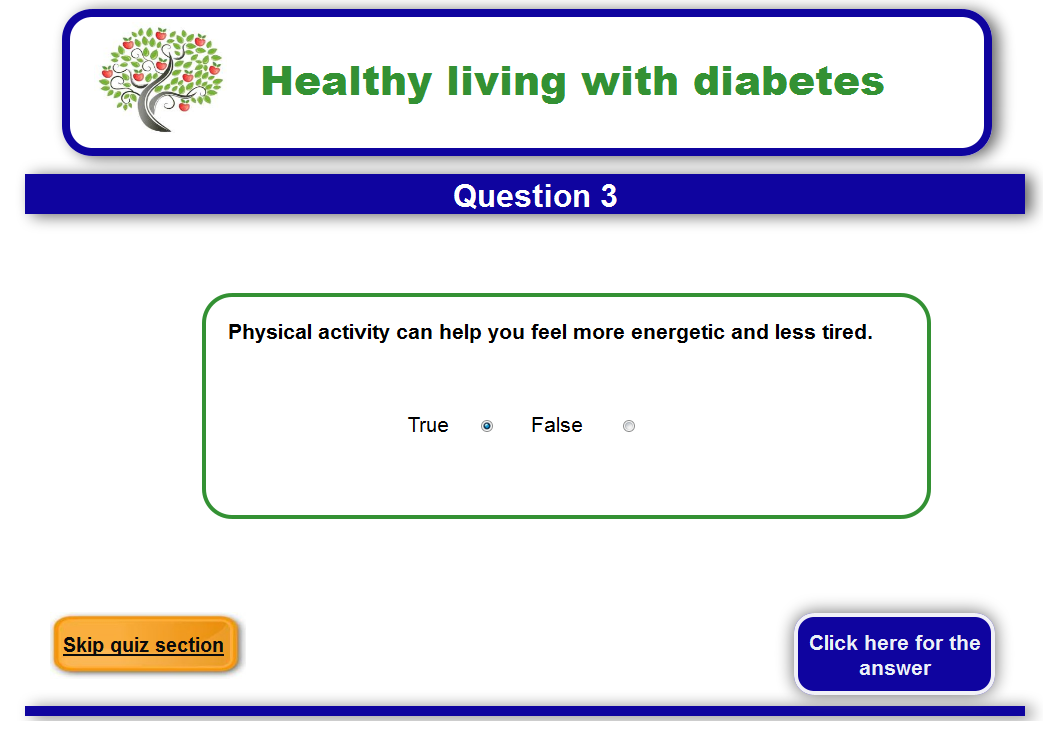 Healthy living with diabetes
Question 3
Physical activity can help you feel more energetic and less tired.
True False
Skip quiz section
Click here for the
answer